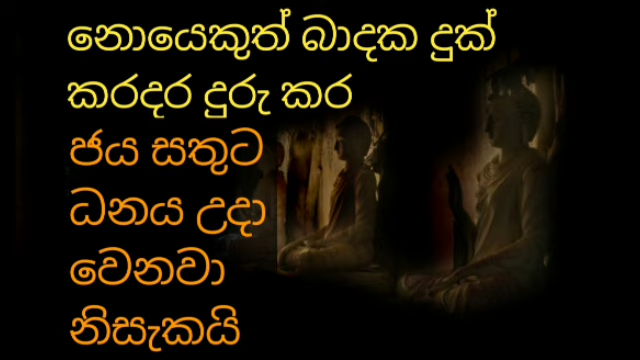 නොයෙකුත් බාදක දුක්
කරදර දුරු කර
ජය සතුට
ධනය උදා
වෙනවා
නිසැකයි